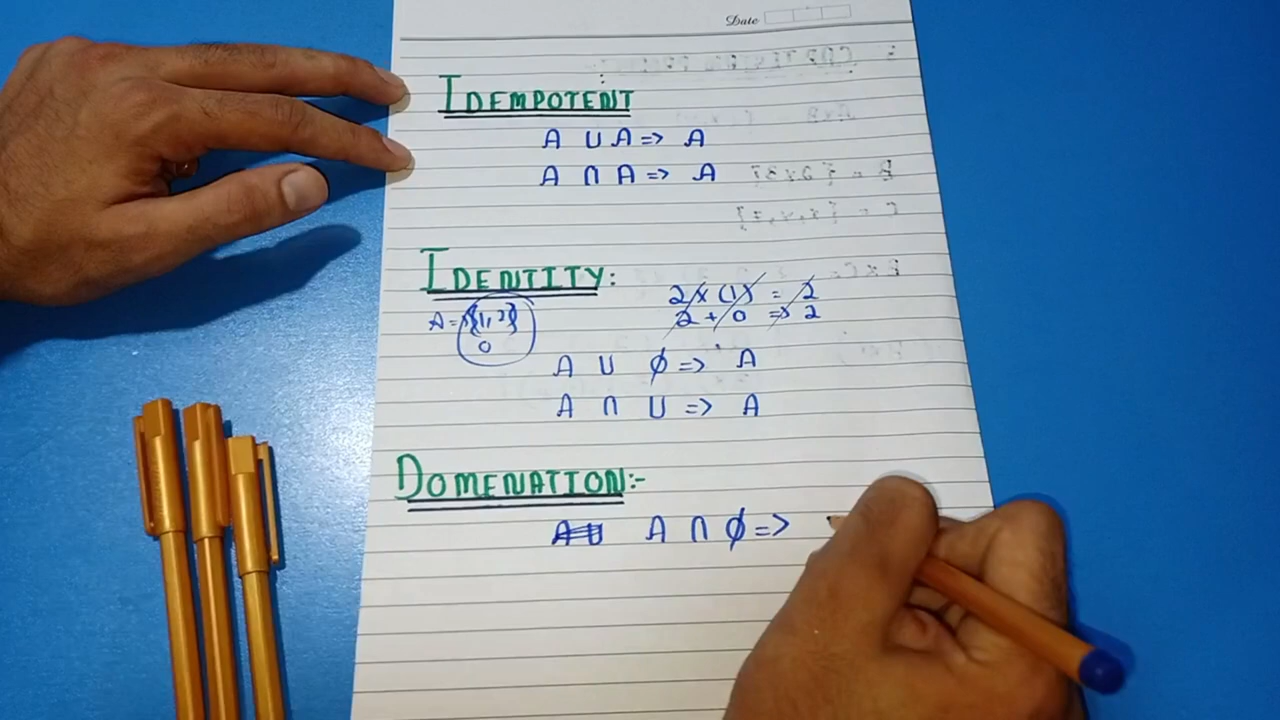 Date
IDEMPOTENT
A U A => A
A ∩ A => A
IDENTITY:
2 x (1) = 2
A = {1, 2}
2 + 0 => 2
0
A U ϕ => A
A ∩ U => A
DOMENATION:-
A U A ∩ ϕ =>